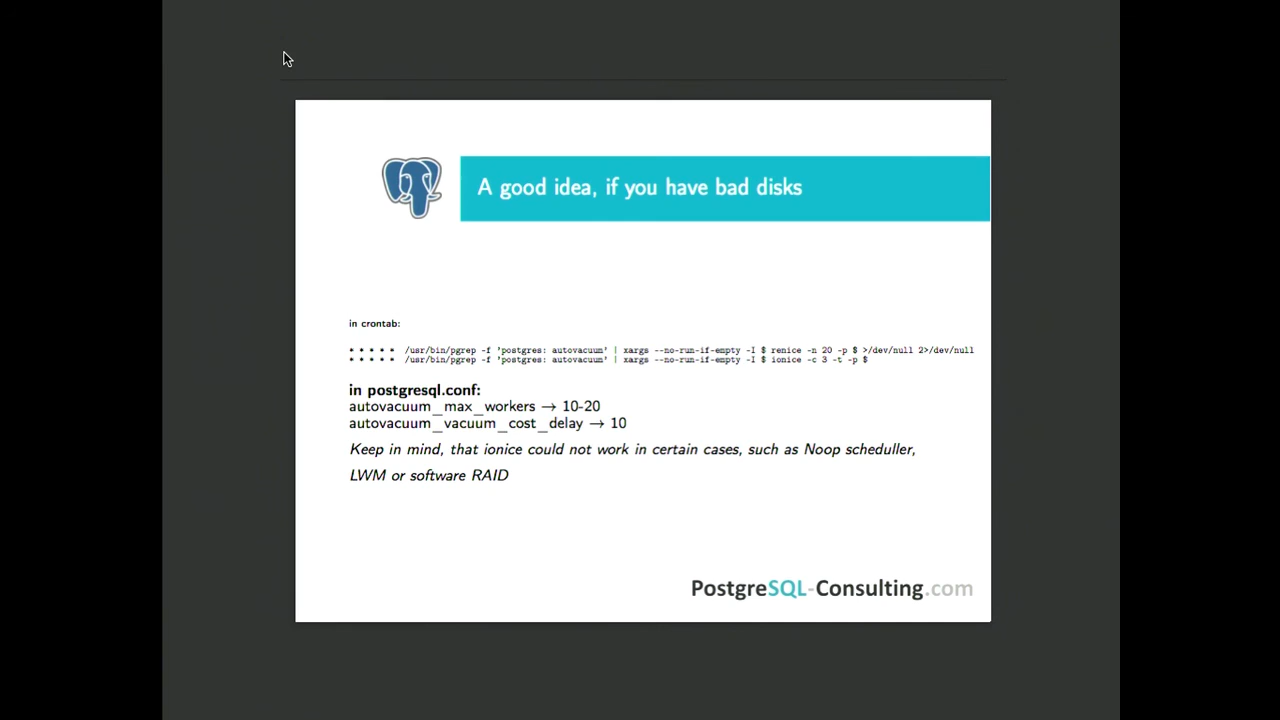 A good idea, if you have bad disks
in crontab:
* * * * * /usr/bin/pgrep -f 'postgres: autovacuum' | xargs --no-run-if-empty -I $ renice -n 20 -p $ >/dev/null 2>/dev/null
* * * * * /usr/bin/pgrep -f 'postgres: autovacuum' | xargs --no-run-if-empty -I $ ionice -c 3 -t -p $
in postgresql.conf:
autovacuum_max_workers → 10-20
autovacuum_vacuum_cost_delay → 10
Keep in mind, that ionice could not work in certain cases, such as Noop scheduller,
LWM or software RAID
PostgreSQL-Consulting.com